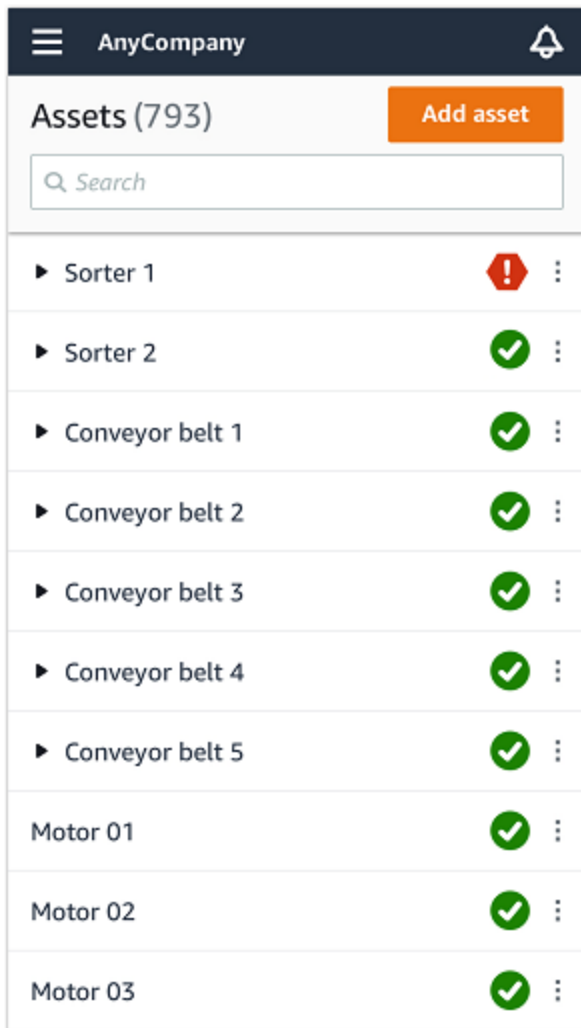 AnyCompany
Assets (793)
Add asset
Search
Sorter 1
Sorter 2
Conveyor belt 1
Conveyor belt 2
Conveyor belt 3
Conveyor belt 4
Conveyor belt 5
Motor 01
Motor 02
Motor 03